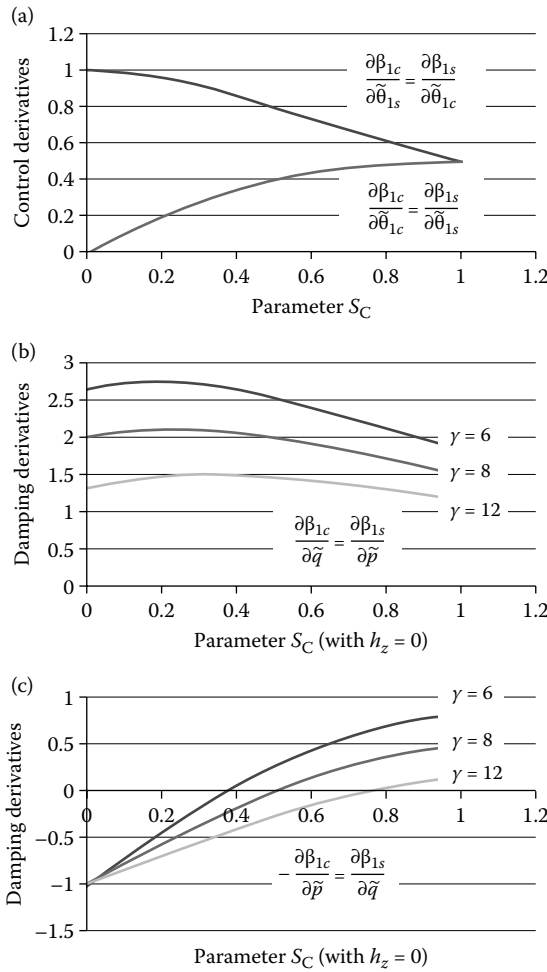 (a)
1.2
1
0.8
0.6
0.4
0.2
0
Control derivatives
∂β1c/∂θ̃1s = ∂β1s/∂θ̃1c
∂β1c/∂θ̃1c = ∂β1s/∂θ̃1s
0 0.2 0.4 0.6 0.8 1 1.2
Parameter SC
(b)
3
2.5
2
1.5
1
0.5
0
Damping derivatives
γ = 6
γ = 8
γ = 12
∂β1c/∂q̃ = ∂β1s/∂p̃
0 0.2 0.4 0.6 0.8 1 1.2
Parameter SC (with hz = 0)
(c)
1
0.5
0
−0.5
−1
−1.5
Damping derivatives
γ = 6
γ = 8
γ = 12
0 0.2 0.4 0.6 0.8 1 1.2
− ∂β1c/∂p̃ = ∂β1s/∂q̃
Parameter SC (with hz = 0)